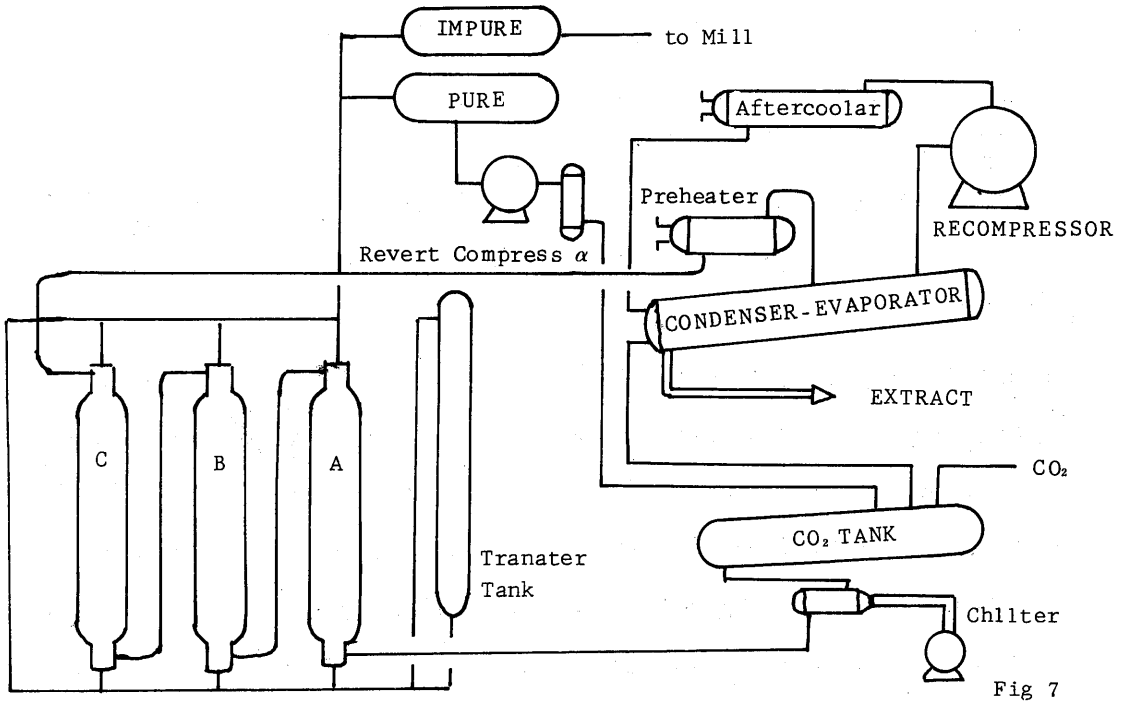 IMPURE
to Mill
PURE
Aftercoolar
Preheater
RECOMPRESSOR
Revert Compress α
CONDENSER-EVAPORATOR
EXTRACT
C
B
A
CO₂
CO₂ TANK
Tranater
Tank
Chllter
Fig 7